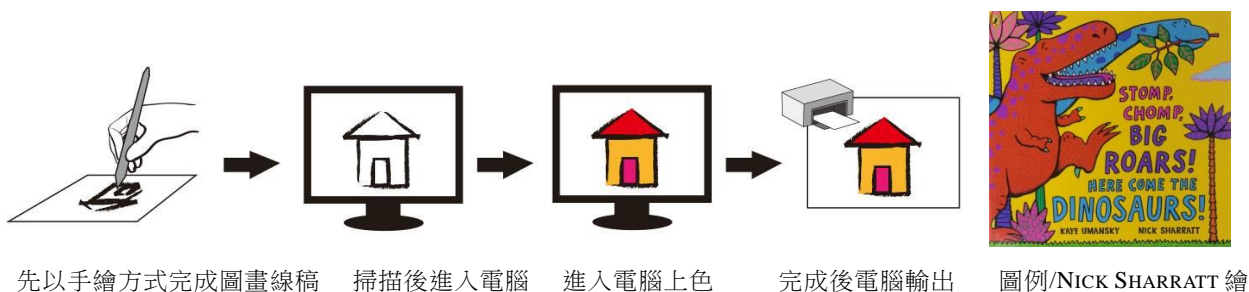 STOMP,
CHOMP,
BIG
ROARS!
HERE COME THE
DINOSAURS!
KAYE UMANSKY NICK SHARRATT
先以手繪方式完成圖畫線稿 掃描後進入電腦 進入電腦上色 完成後電腦輸出 圖例/NICK SHARRATT 繪